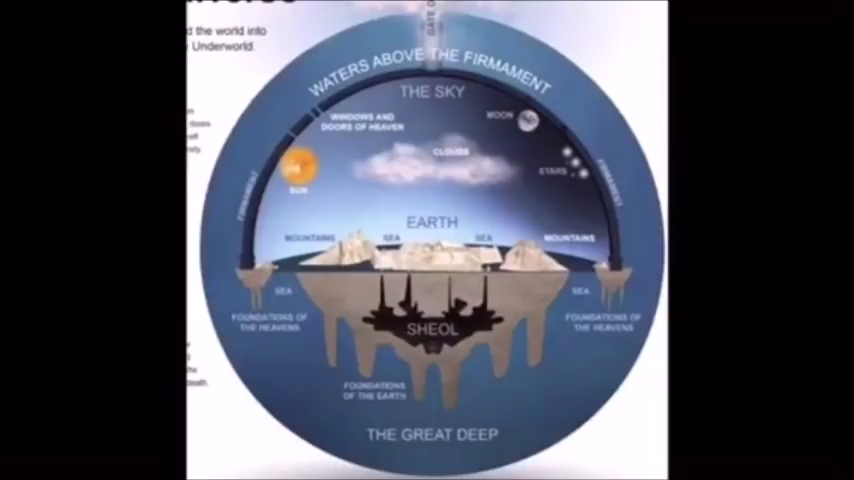 d the world into
Underworld.
GATE O
WATERS ABOVE THE FIRMAMENT
THE SKY
WINDOWS AND
DOORS OF HEAVEN
MOON
CLOUDS
STARS
SUN
FIRMAMENT
FIRMAMENT
EARTH
MOUNTAINS
SEA
SEA
MOUNTAINS
SEA
SEA
FOUNDATIONS OF
THE HEAVENS
FOUNDATIONS OF
THE HEAVENS
SHEOL
FOUNDATIONS
OF THE EARTH
THE GREAT DEEP